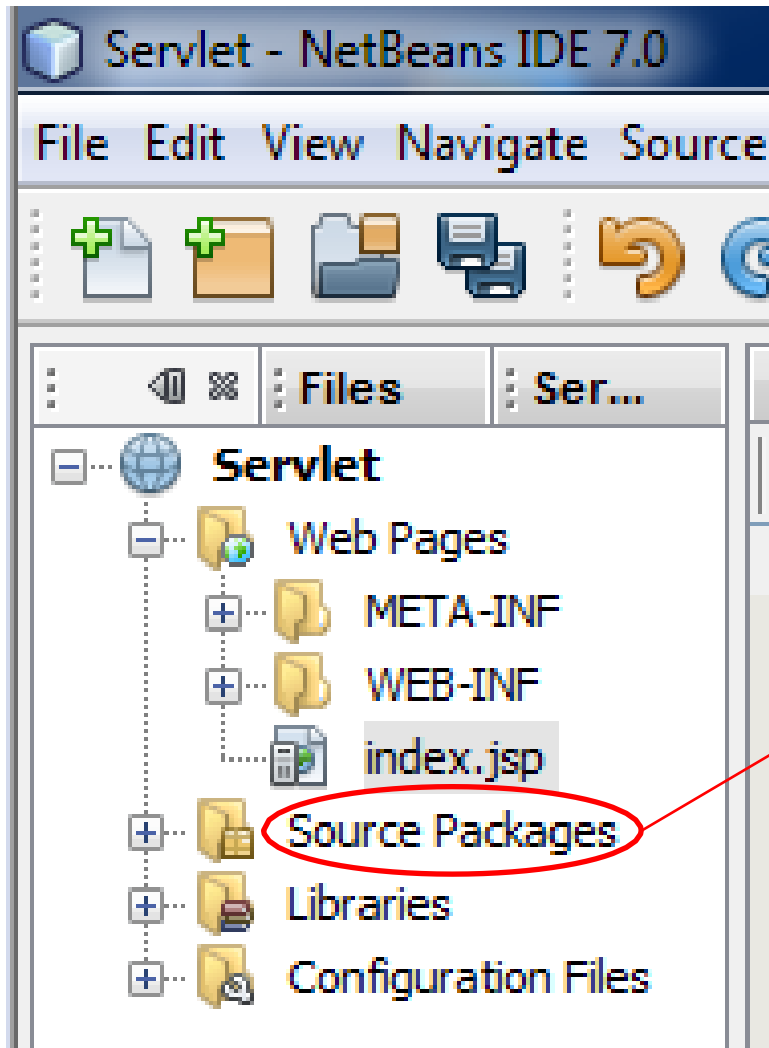 Servlet - NetBeans IDE 7.0
File Edit View Navigate Source
Files Ser...
Servlet
Web Pages
META-INF
WEB-INF
index.jsp
Source Packages
Libraries
Configuration Files